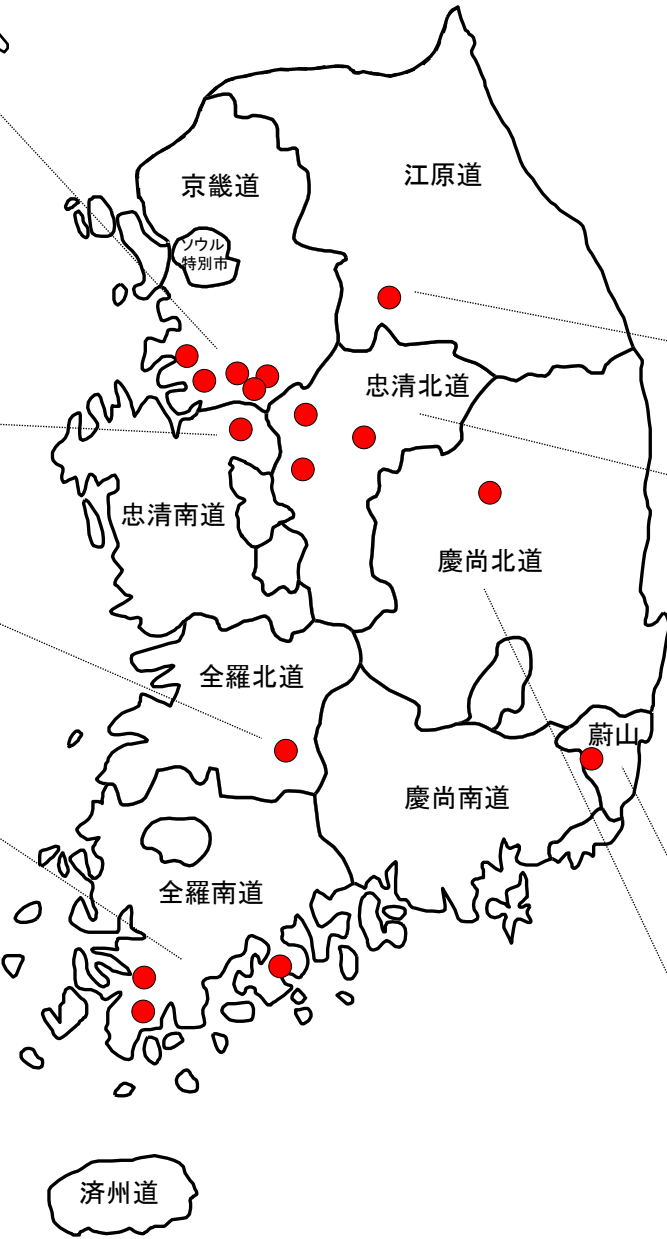 江原道
京畿道
ソウル
特別市
忠清北道
忠清南道
慶尚北道
全羅北道
蔚山
慶尚南道
全羅南道
済州道